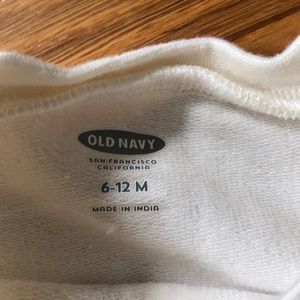 OLD NAVY
SAN FRANCISCO
CALIFORNIA
6-12 M
MADE IN INDIA